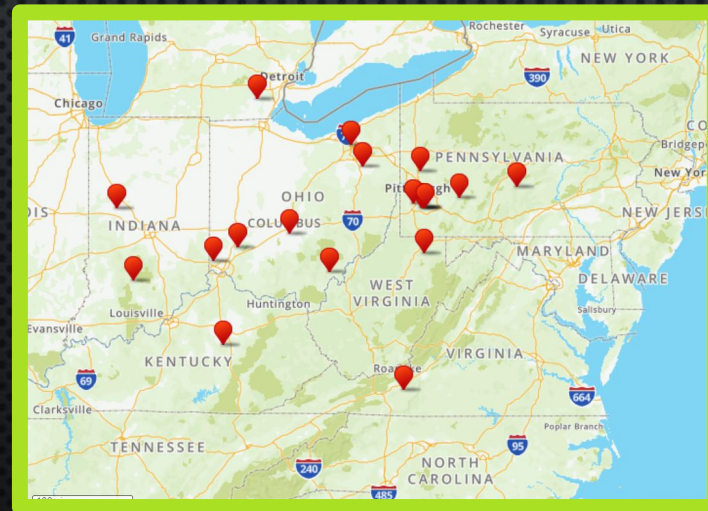 Rochester
Syracuse
Utica
41
Grand Rapids
NEW YORK
Detroit
390
Chicago
Bridgep
PENNSYLVANIA
New Yor
OHIO
INDIANA
COLUMBUS
70
NEW JERS
MARYLAND
DELAWARE
WEST
VIRGINIA
Huntington
Louisville
Salisbury
Evansville
VIRGINIA
KENTUCKY
Roanoke
69
664
Clarksville
Poplar Branch
TENNESSEE
95
NORTH
CAROLINA
240
485